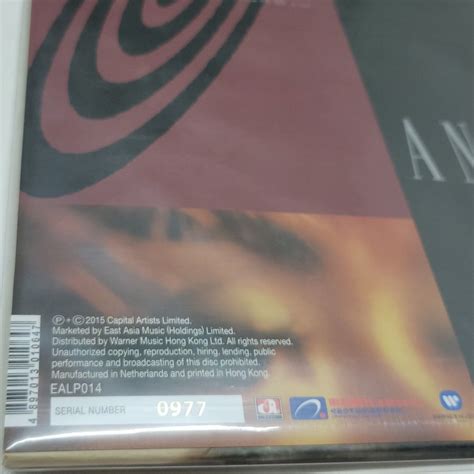 AN
℗+©2015 Capital Artists Limited.
Marketed by East Asia Music (Holdings) Limited.
Distributed by Warner Music Hong Kong Ltd. All rights reserved.
Unauthorized copying, reproduction, hiring, lending, public
performance and broadcasting of this disc prohibited.
Manufactured in Netherlands and printed in Hong Kong.
EALP014
SERIAL NUMBER 0977